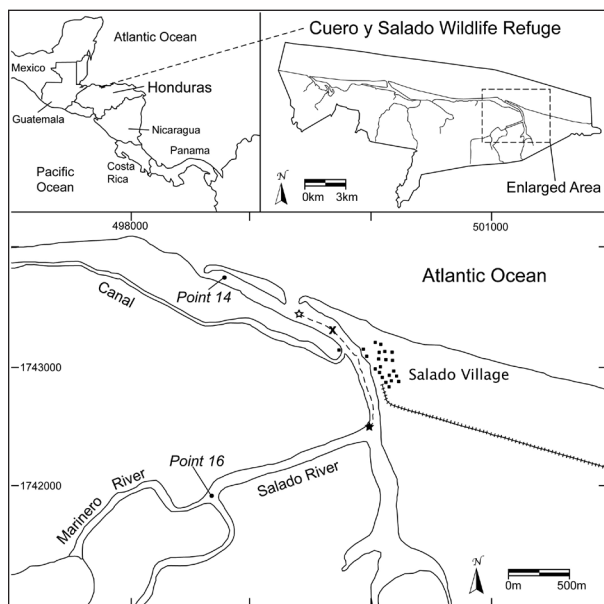 Atlantic Ocean
Mexico
Honduras
Guatemala
Nicaragua
Panama
Costa
Rica
Pacific
Ocean
Cuero y Salado Wildlife Refuge
N
0km 3km
Enlarged Area
498000 501000
Atlantic Ocean
Canal
Point 14
x
1743000
Salado Village
Point 16
Salado River
1742000
Marinero River
N
0m 500m